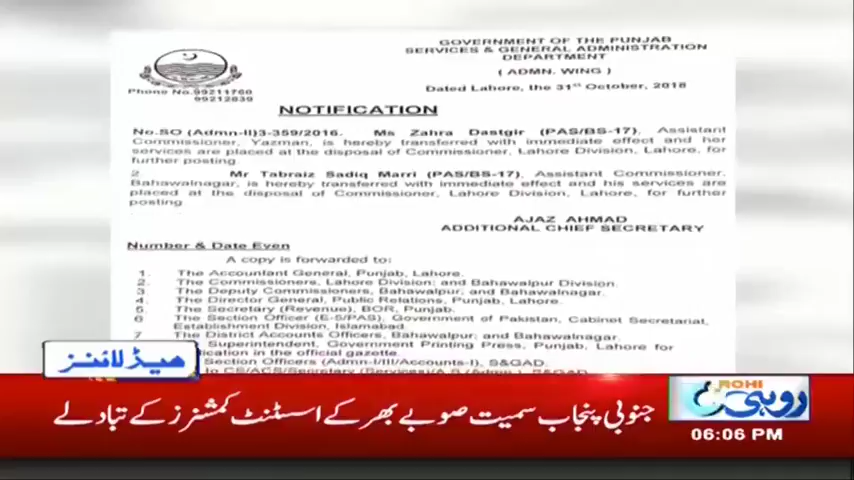 GOVERNMENT OF THE PUNJAB
SERVICES & GENERAL ADMINISTRATION
DEPARTMENT
( ADMN. WING )
Dated Lahore, the 31st October, 2018
Phone No.99211760
99212839
NOTIFICATION
No.SO (Admn-II)3-359/2016. Ms Zahra Dastgir (PAS/BS-17), Assistant
Commissioner, Yazman, is hereby transferred with immediate effect and her
services are placed at the disposal of Commissioner, Lahore Division, Lahore, for
further posting.
2. Mr Tabraiz Sadiq Marri (PAS/BS-17), Assistant Commissioner,
Bahawalnagar, is hereby transferred with immediate effect and his services are
placed at the disposal of Commissioner, Lahore Division, Lahore, for further
posting
AJAZ AHMAD
ADDITIONAL CHIEF SECRETARY
Number & Date Even
A copy is forwarded to:
1. The Accountant General, Punjab, Lahore.
2. The Commissioners, Lahore Division; and Bahawalpur Division.
3 The Deputy Commissioners, Bahawalpur, and Bahawalnagar.
4. The Director General, Public Relations, Punjab, Lahore.
5. The Secretary (Revenue), BOR, Punjab.
6 The Section Officer (E-5/PAS), Government of Pakistan, Cabinet Secretariat,
Establishment Division, Islamabad.
7 The District Accounts Officers, Bahawalpur; and Bahawalnagar.
Superintendent, Government Printing Press, Punjab, Lahore for
ication in the official gazette.
Section Officers (Admn-I/III/Accounts-I), S&GAD.
to CS/ACS/Secretary (Services)/A.S (Admn.), S&GAD.
ہیڈلائنز
جنوبی پنجاب سمیت صوبے بھر کے اسسٹنٹ کمشنرز کے تبادلے
ROHI
روہی
06:06 PM